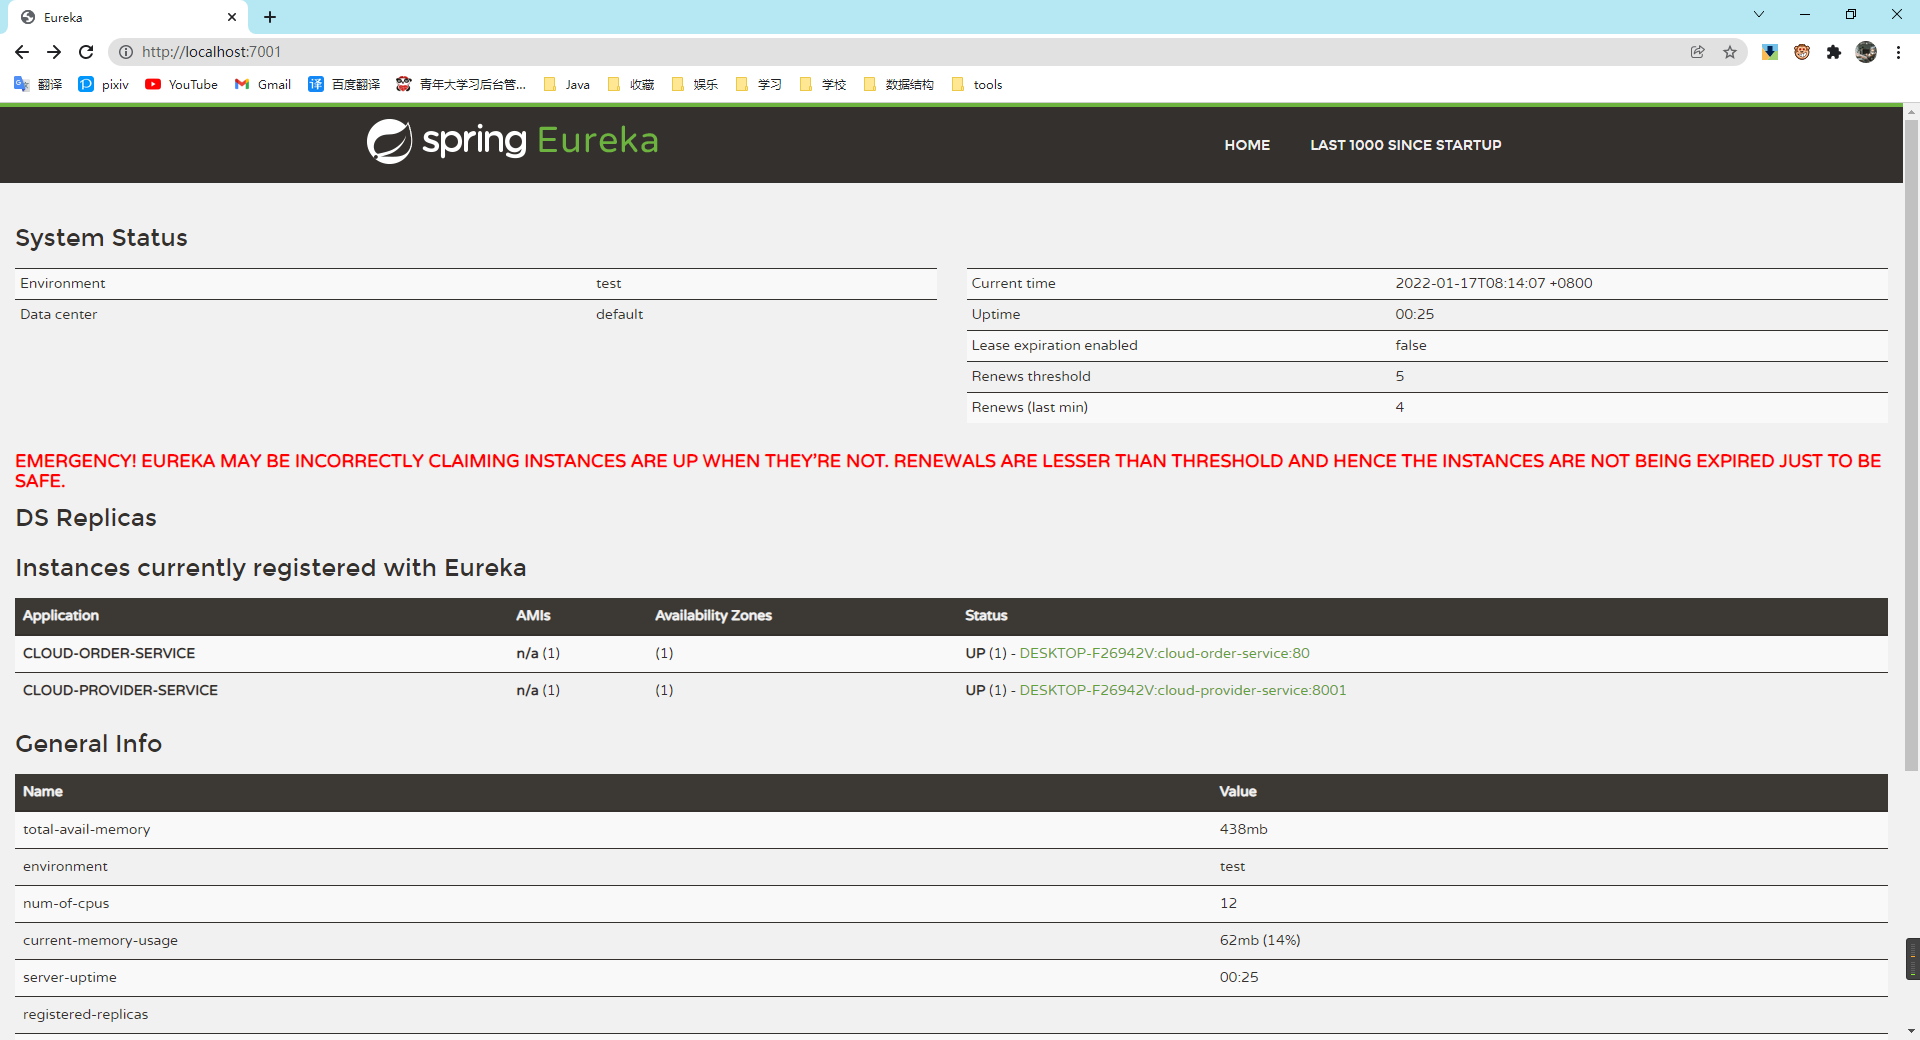 Eureka
http://localhost:7001
翻译 pixiv YouTube Gmail 译 百度翻译 青年大学习后台管... Java 收藏 娱乐 学习 学校 数据结构 tools
spring Eureka HOME LAST 1000 SINCE STARTUP
System Status
Environment test
Data center default
Current time 2022-01-17T08:14:07 +0800
Uptime 00:25
Lease expiration enabled false
Renews threshold 5
Renews (last min) 4
EMERGENCY! EUREKA MAY BE INCORRECTLY CLAIMING INSTANCES ARE UP WHEN THEY'RE NOT. RENEWALS ARE LESSER THAN THRESHOLD AND HENCE THE INSTANCES ARE NOT BEING EXPIRED JUST TO BE
SAFE.
DS Replicas
Instances currently registered with Eureka
Application AMIs Availability Zones Status
CLOUD-ORDER-SERVICE n/a (1) (1) UP (1) - DESKTOP-F26942V:cloud-order-service:80
CLOUD-PROVIDER-SERVICE n/a (1) (1) UP (1) - DESKTOP-F26942V:cloud-provider-service:8001
General Info
Name Value
total-avail-memory 438mb
environment test
num-of-cpus 12
current-memory-usage 62mb (14%)
server-uptime 00:25
registered-replicas